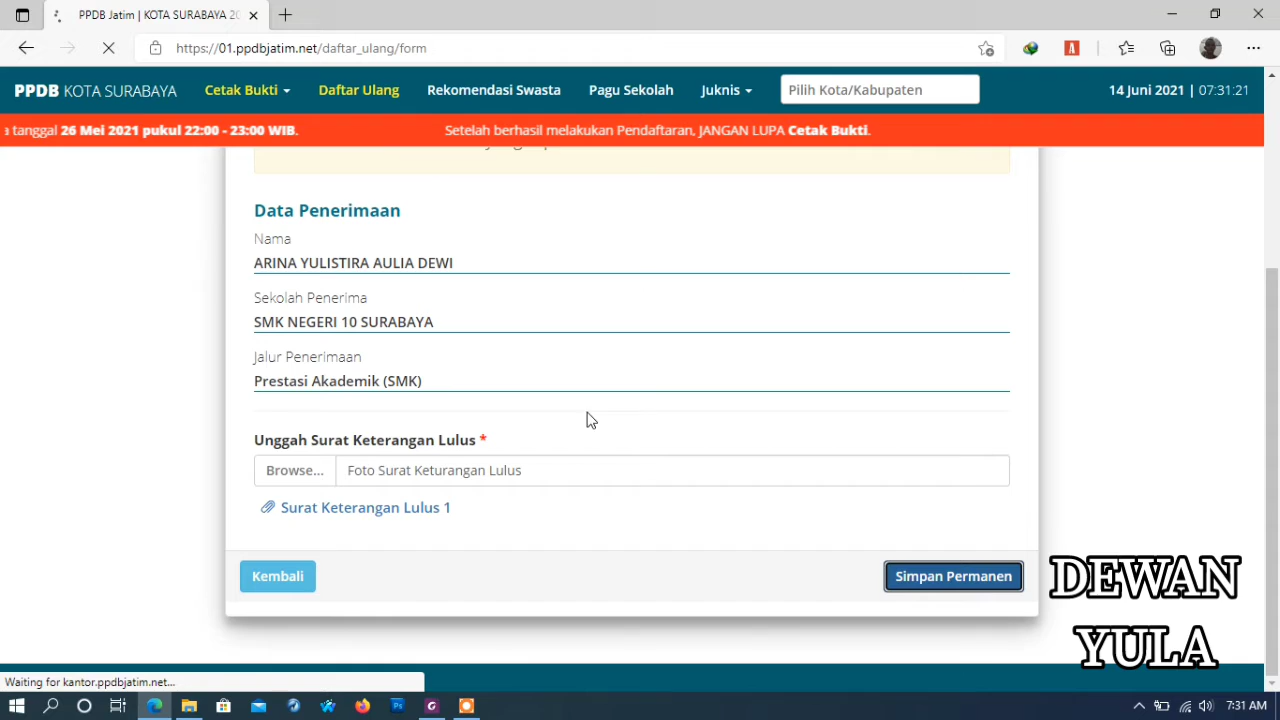 PPDB Jatim | KOTA SURABAYA 20
https://01.ppdbjatim.net/daftar_ulang/form
PPDB KOTA SURABAYA Cetak Bukti Daftar Ulang Rekomendasi Swasta Pagu Sekolah Juknis Pilih Kota/Kabupaten 14 Juni 2021 | 07:31:21
a tanggal 26 Mei 2021 pukul 22:00 - 23:00 WIB. Setelah berhasil melakukan Pendaftaran, JANGAN LUPA Cetak Bukti.
Data Penerimaan
Nama
ARINA YULISTIRA AULIA DEWI
Sekolah Penerima
SMK NEGERI 10 SURABAYA
Jalur Penerimaan
Prestasi Akademik (SMK)
Unggah Surat Keterangan Lulus *
Browse... Foto Surat Keturangan Lulus
Surat Keterangan Lulus 1
Kembali Simpan Permanen
DEWAN
YULA
Waiting for kantor.ppdbjatim.net...
7:31 AM